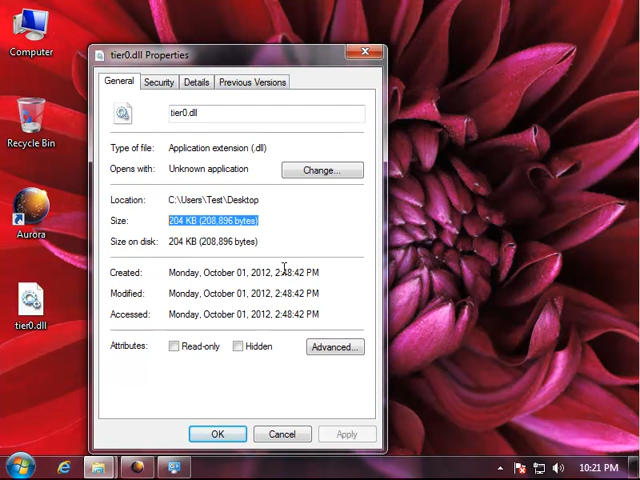 Computer
Recycle Bin
Aurora
tier0.dll
tier0.dll Properties
General Security Details Previous Versions
tier0.dll
Type of file: Application extension (.dll)
Opens with: Unknown application Change...
Location: C:\Users\Test\Desktop
Size: 204 KB (208,896 bytes)
Size on disk: 204 KB (208,896 bytes)
Created: Monday, October 01, 2012, 2:48:42 PM
Modified: Monday, October 01, 2012, 2:48:42 PM
Accessed: Monday, October 01, 2012, 2:48:42 PM
Attributes: Read-only Hidden Advanced...
OK Cancel Apply
10:21 PM